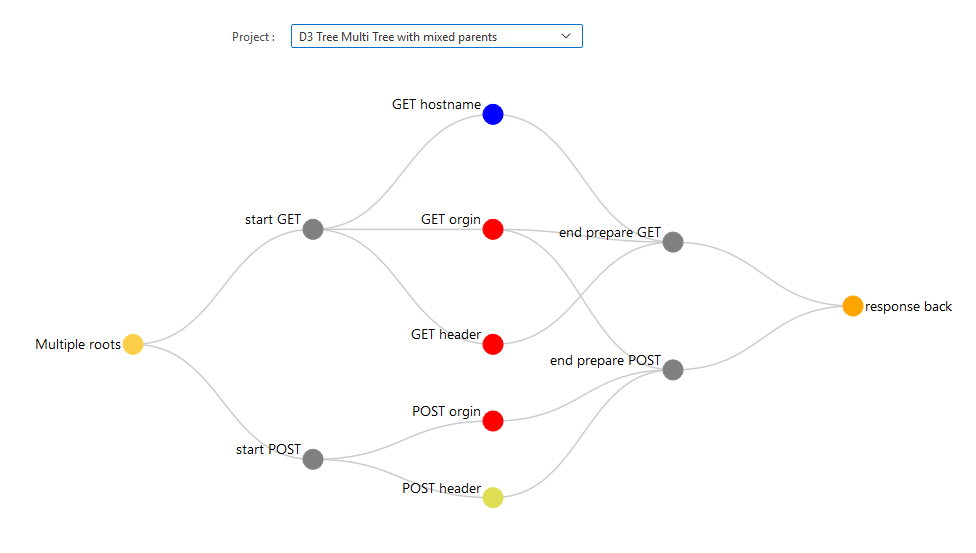 Project :
D3 Tree Multi Tree with mixed parents
GET hostname
start GET
GET orgin
end prepare GET
response back
GET header
Multiple roots
end prepare POST
POST orgin
start POST
POST header